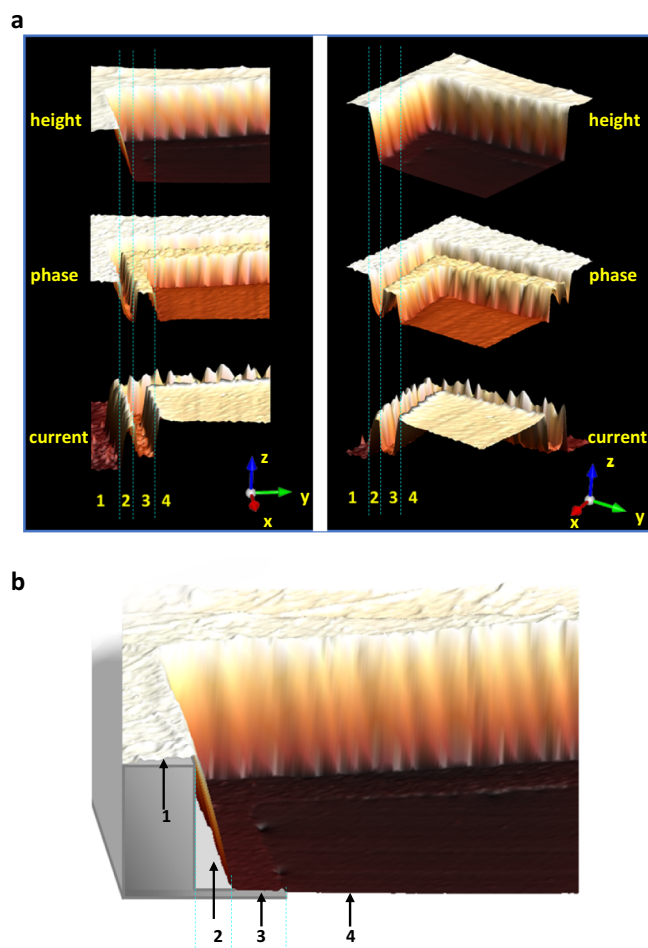 a
height
height
phase
phase
current
current
z
y
x
z
y
x
1 2 3 4
1 2 3 4
b
1
2 3 4